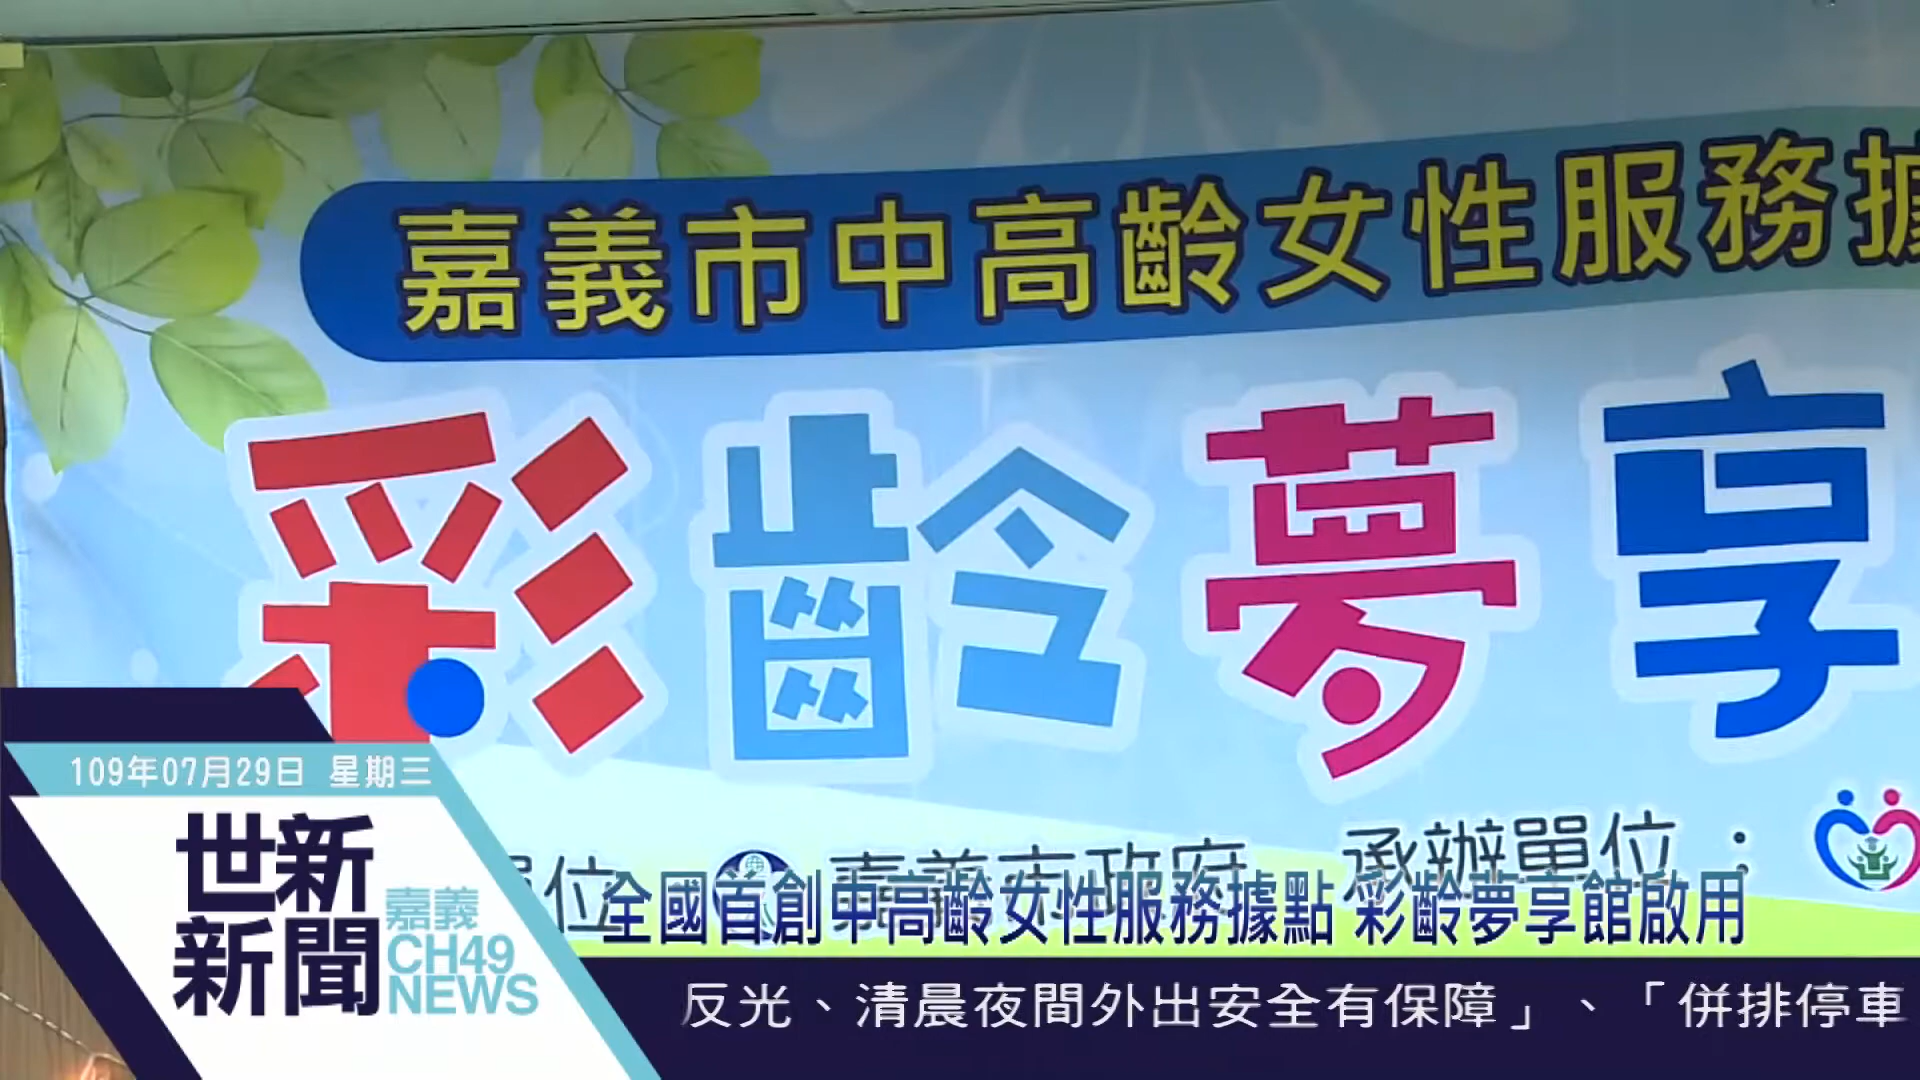 嘉義市中高齡女性服務據
彩齡夢享
單位
嘉義市政府
承辦單位：
109年07月29日 星期三
世新
新聞
嘉義
CH49
NEWS
全國首創中高齡女性服務據點 彩齡夢享館啟用
反光、清晨夜間外出安全有保障」、「併排停車